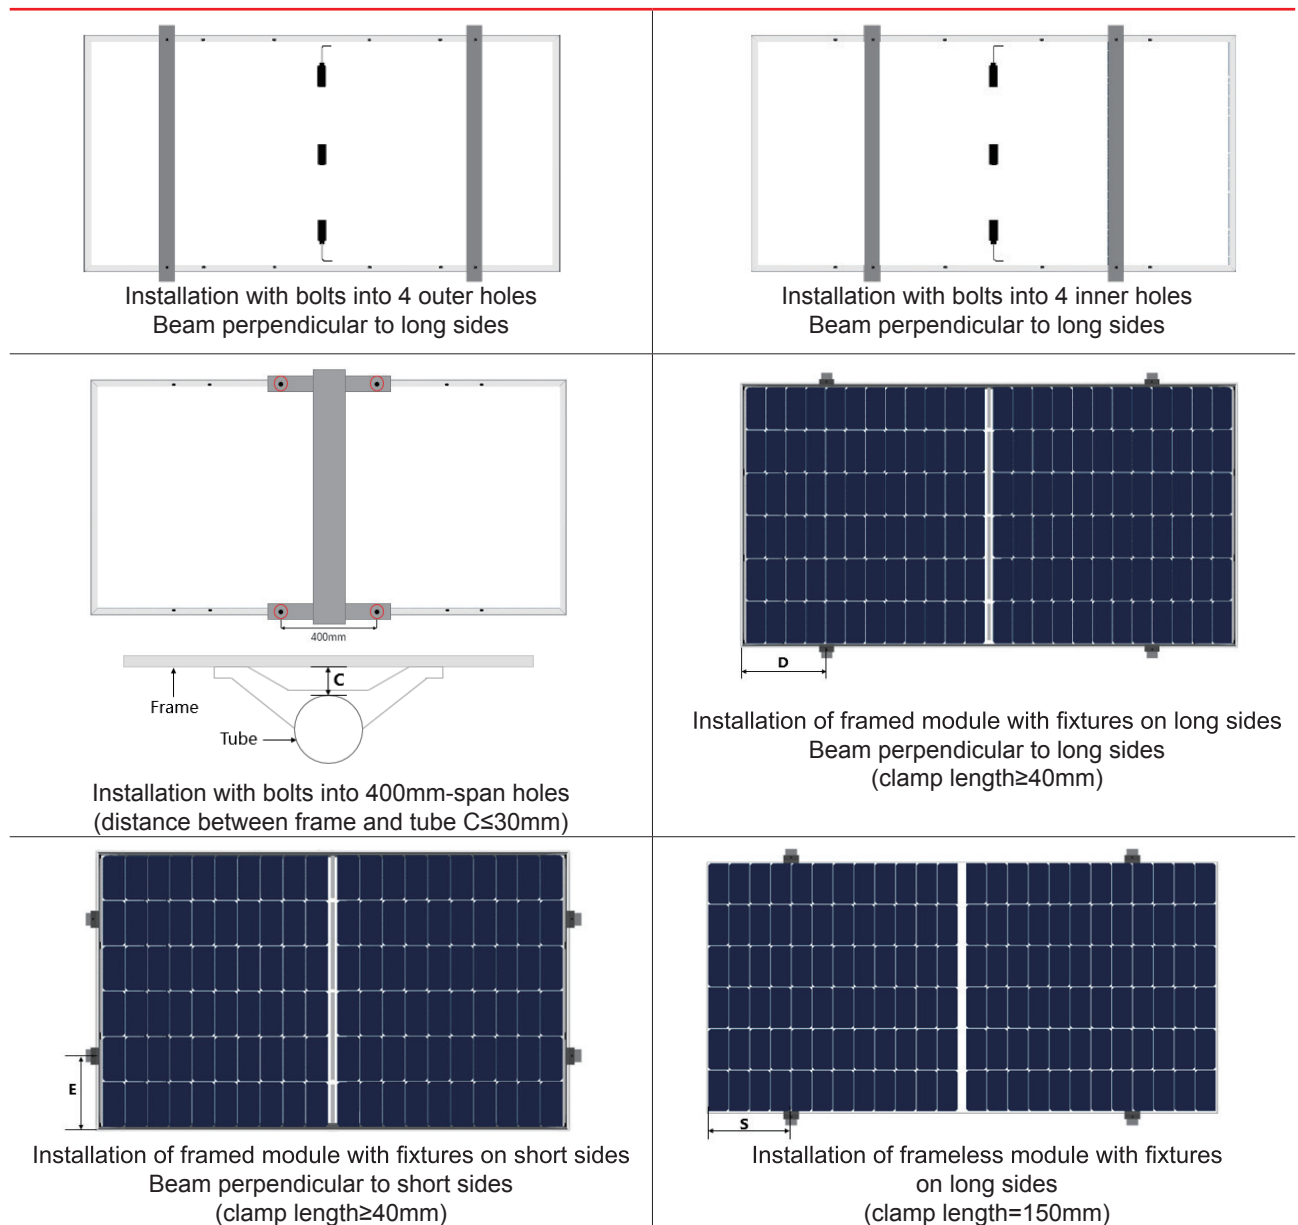 Installation with bolts into 4 outer holes
Beam perpendicular to long sides
Installation with bolts into 4 inner holes
Beam perpendicular to long sides
400mm
C
Frame
Tube
Installation with bolts into 400mm-span holes
(distance between frame and tube C≤30mm)
D
Installation of framed module with fixtures on long sides
Beam perpendicular to long sides
(clamp length≥40mm)
E
Installation of framed module with fixtures on short sides
Beam perpendicular to short sides
(clamp length≥40mm)
S
Installation of frameless module with fixtures
on long sides
(clamp length=150mm)